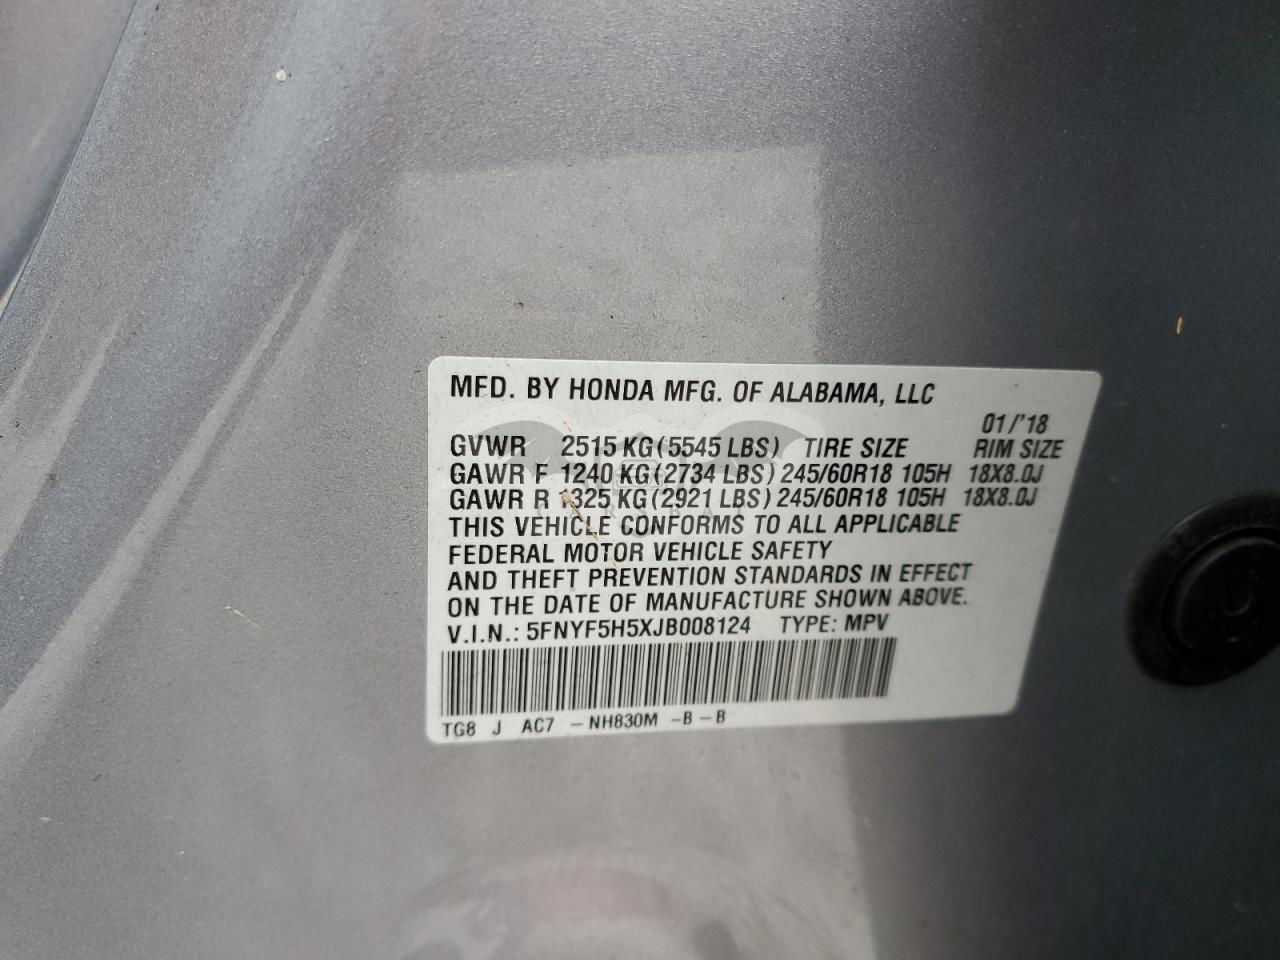 MFD. BY HONDA MFG. OF ALABAMA, LLC
01/'18
GVWR 2515 KG (5545 LBS) TIRE SIZE RIM SIZE
GAWR F 1240 KG (2734 LBS) 245/60R18 105H 18X8.0J
GAWR R 1325 KG (2921 LBS) 245/60R18 105H 18X8.0J
THIS VEHICLE CONFORMS TO ALL APPLICABLE
FEDERAL MOTOR VEHICLE SAFETY
AND THEFT PREVENTION STANDARDS IN EFFECT
ON THE DATE OF MANUFACTURE SHOWN ABOVE.
V.I.N.: 5FNYF5H5XJB008124 TYPE: MPV
TG8 J AC7 -NH830M -B-B